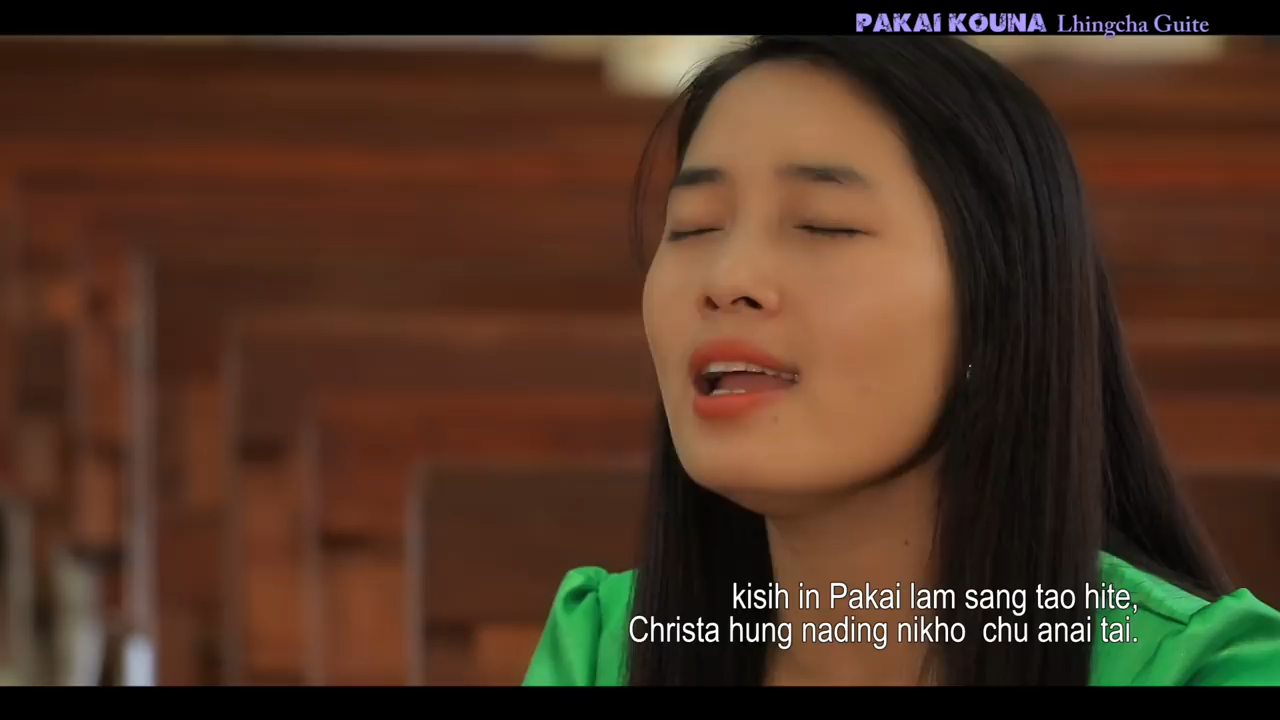 PAKAI KOUNA Lhingcha Guite
kisih in Pakai lam sang tao hite,
Christa hung nading nikho chu anai tai.